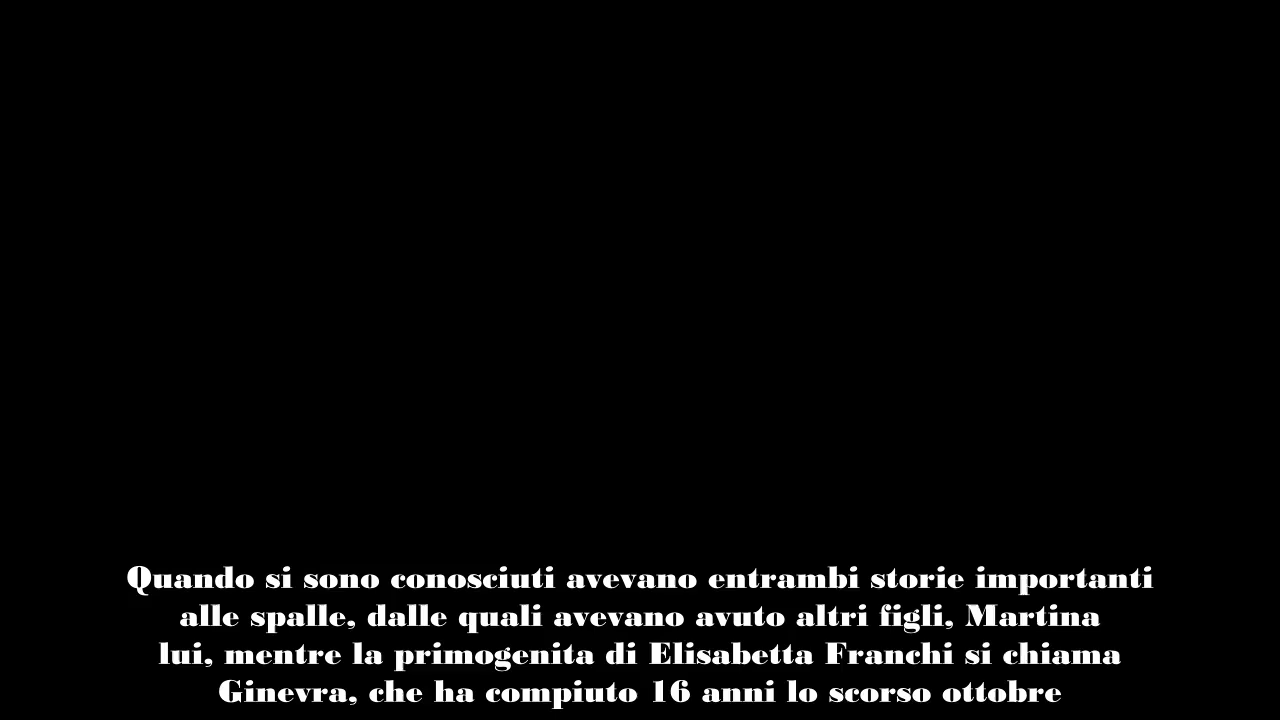 Quando si sono conosciuti avevano entrambi storie importanti
alle spalle, dalle quali avevano avuto altri figli, Martina
lui, mentre la primogenita di Elisabetta Franchi si chiama
Ginevra, che ha compiuto 16 anni lo scorso ottobre